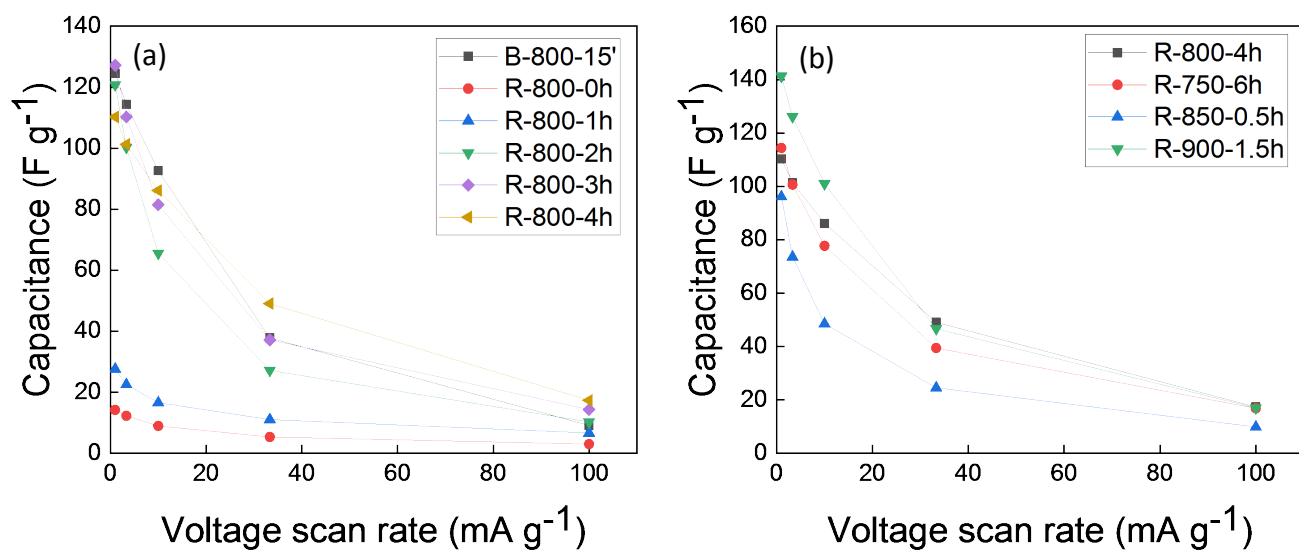 (a)
140
120
100
80
60
40
20
0
0 20 40 60 80 100
Capacitance (F g⁻¹)
Voltage scan rate (mA g⁻¹)
B-800-15'
R-800-0h
R-800-1h
R-800-2h
R-800-3h
R-800-4h
(b)
160
140
120
100
80
60
40
20
0
0 20 40 60 80 100
Capacitance (F g⁻¹)
Voltage scan rate (mA g⁻¹)
R-800-4h
R-750-6h
R-850-0.5h
R-900-1.5h